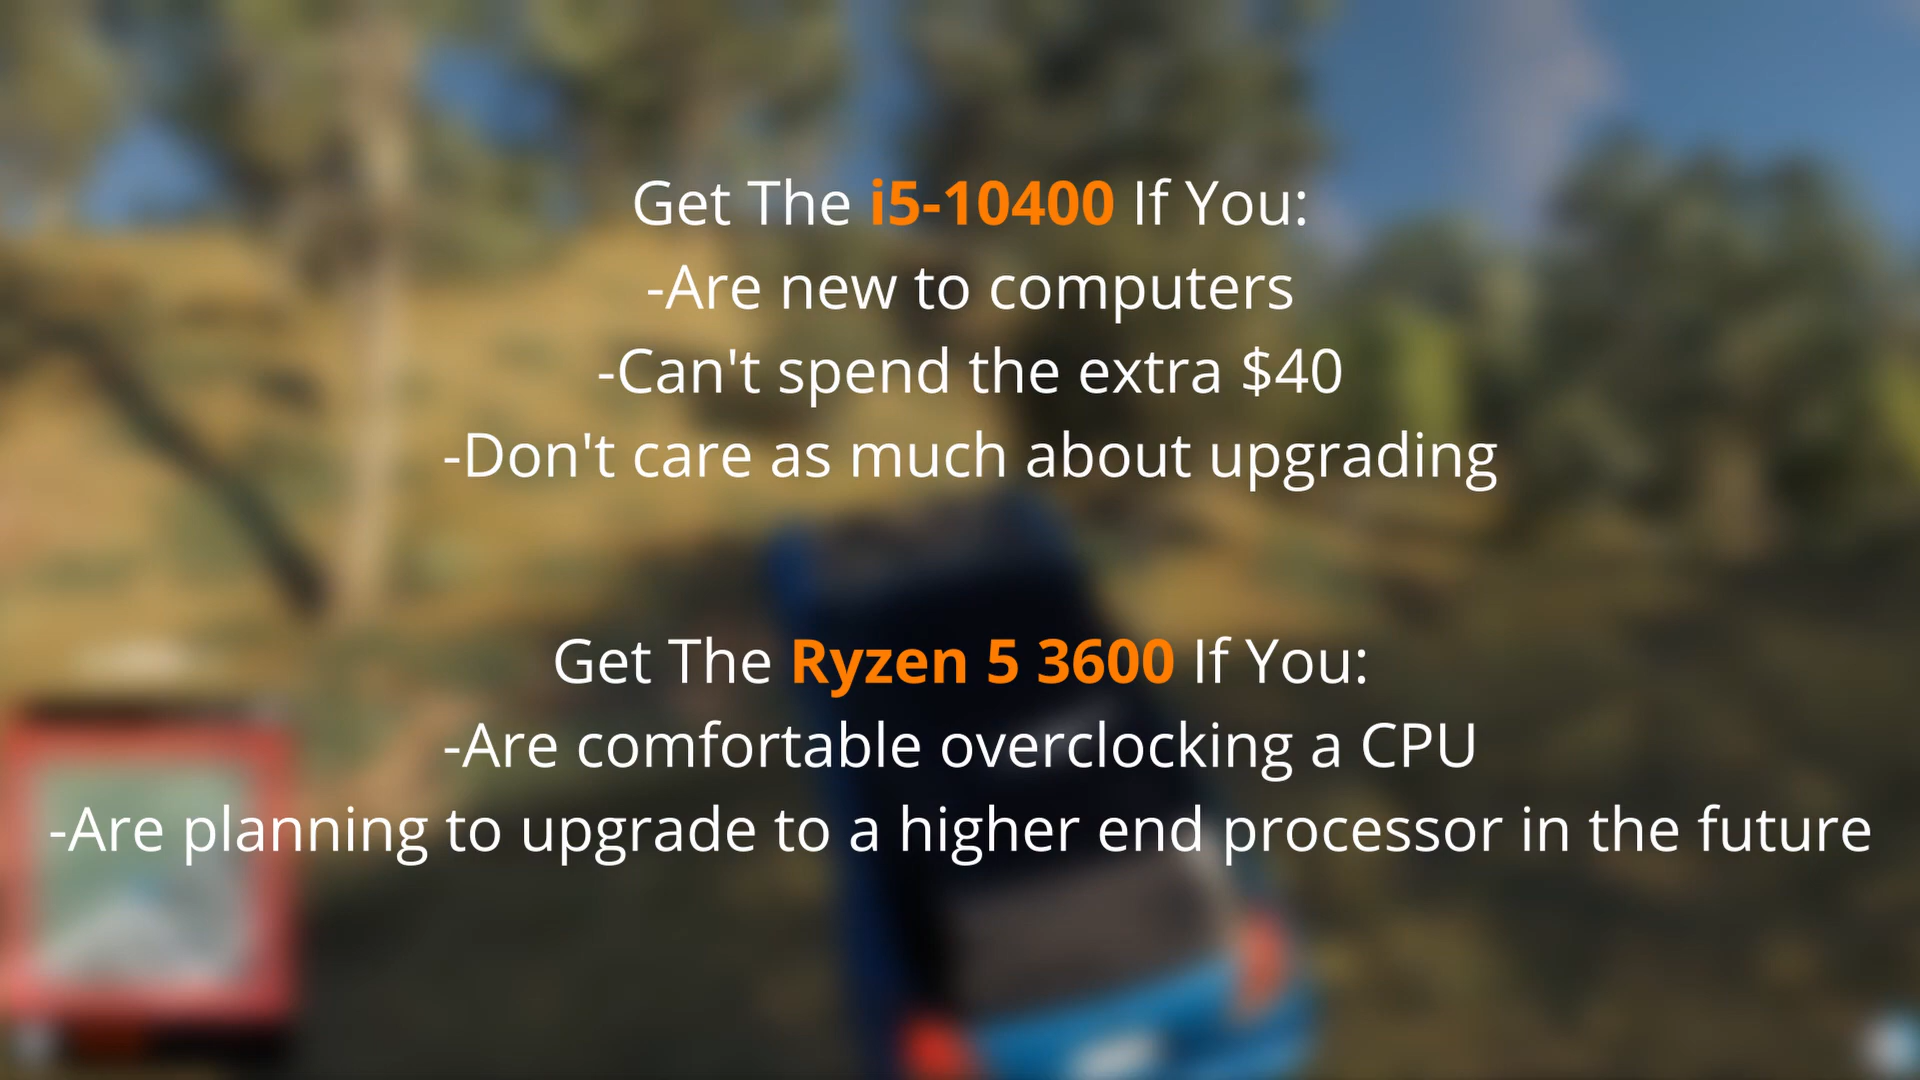 Get The i5-10400 If You:
-Are new to computers
-Can't spend the extra $40
-Don't care as much about upgrading
Get The Ryzen 5 3600 If You:
-Are comfortable overclocking a CPU
-Are planning to upgrade to a higher end processor in the future